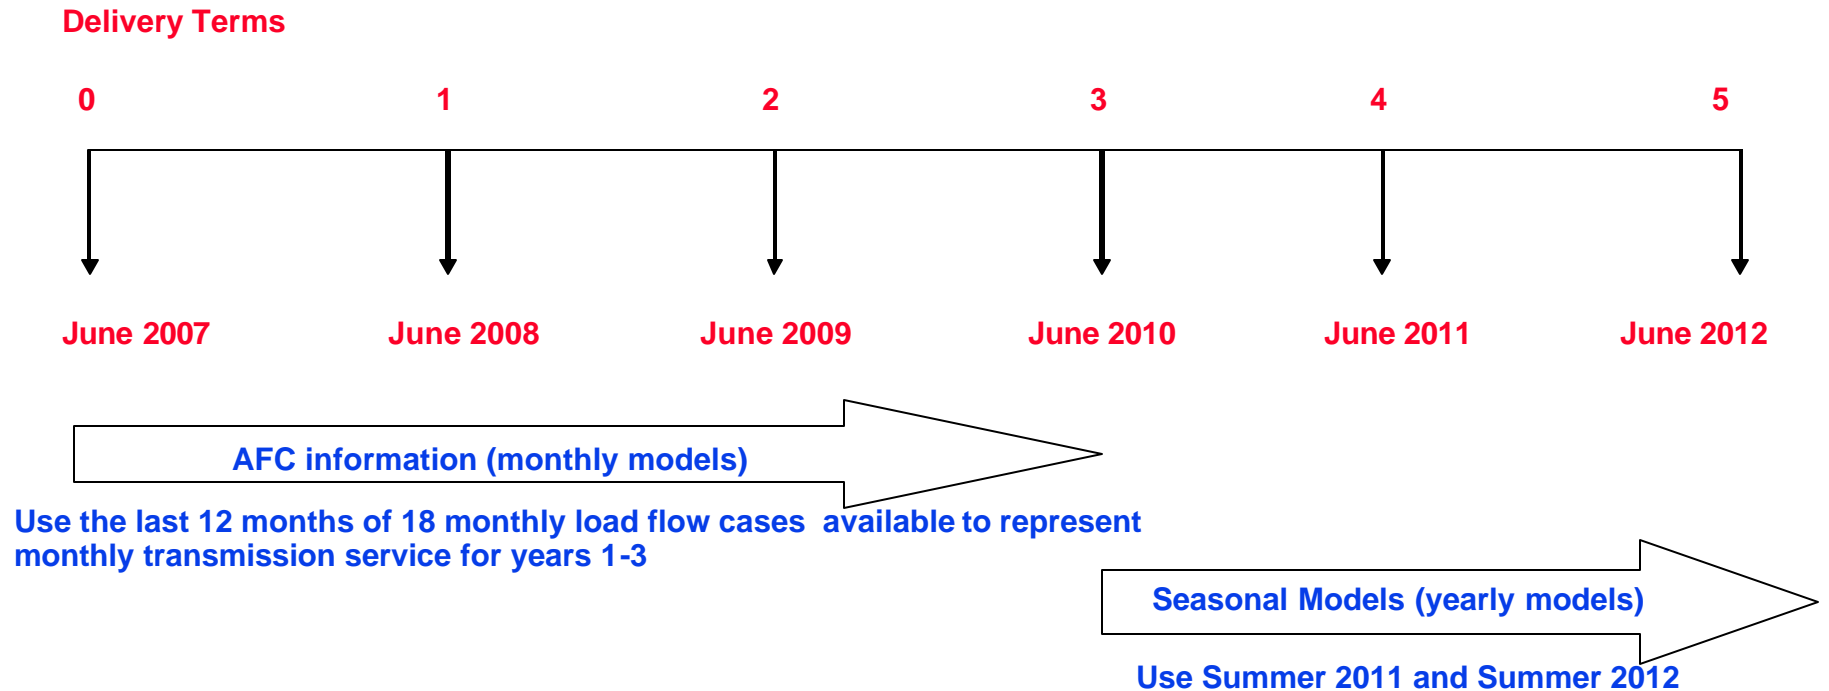 Delivery Terms
0 1 2 3 4 5
June 2007 June 2008 June 2009 June 2010 June 2011 June 2012
AFC information (monthly models)
Use the last 12 months of 18 monthly load flow cases available to represent
monthly transmission service for years 1-3
Seasonal Models (yearly models)
Use Summer 2011 and Summer 2012